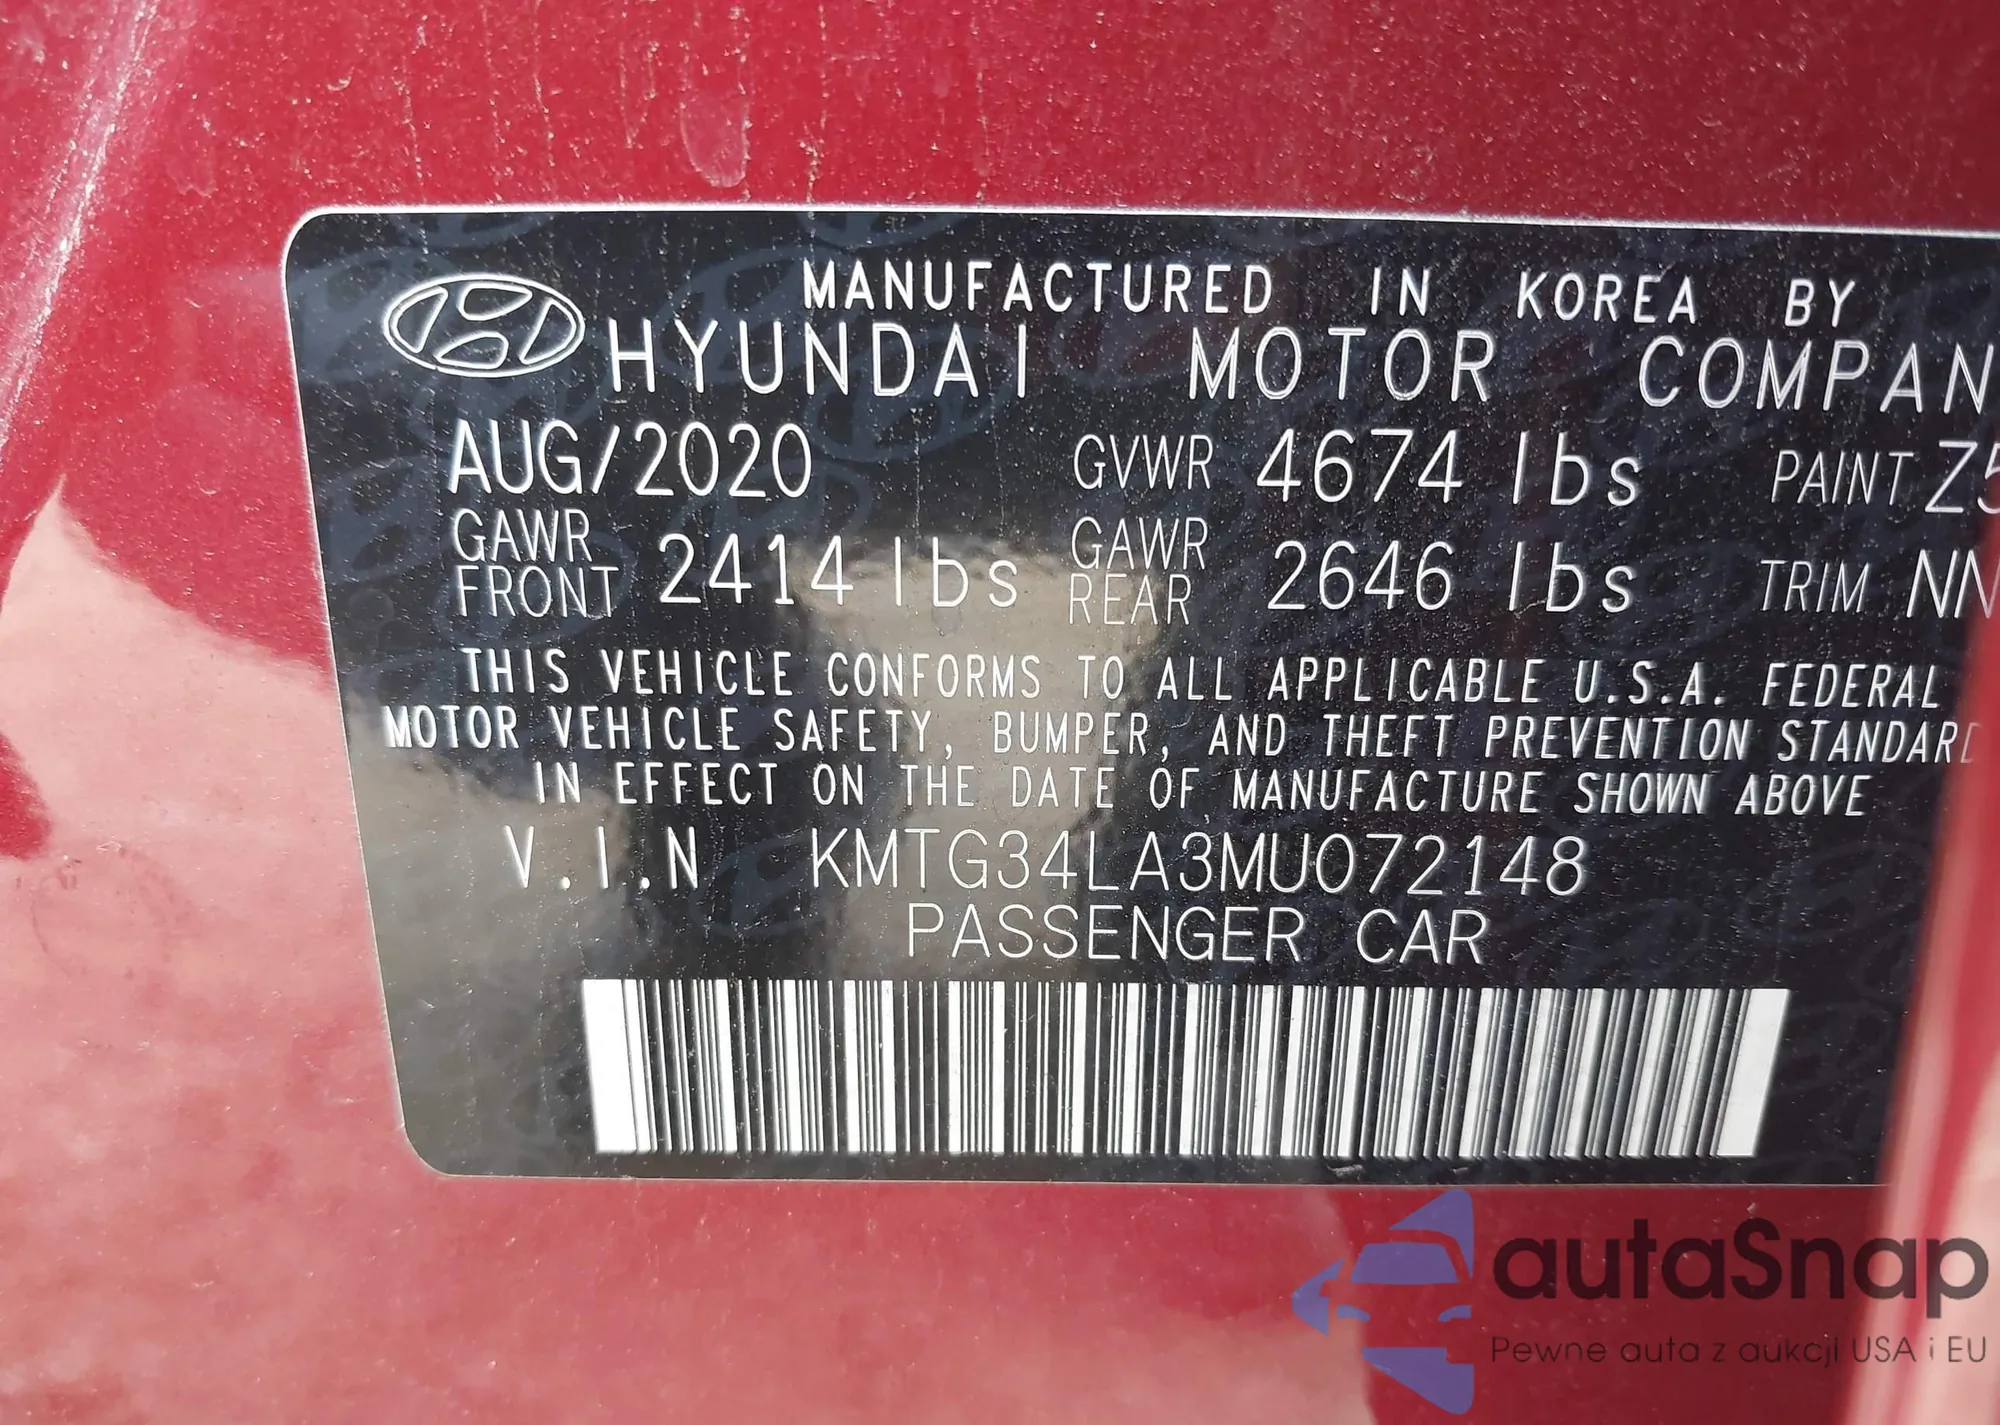 MANUFACTURED IN KOREA BY
HYUNDAI MOTOR COMPAN
AUG/2020 GVWR 4674 lbs PAINT Z5
GAWR FRONT 2414 lbs GAWR REAR 2646 lbs TRIM NN
THIS VEHICLE CONFORMS TO ALL APPLICABLE U.S.A. FEDERAL
MOTOR VEHICLE SAFETY, BUMPER, AND THEFT PREVENTION STANDARD
IN EFFECT ON THE DATE OF MANUFACTURE SHOWN ABOVE
V.I.N KMTG34LA3MU072148
PASSENGER CAR
autaSnap
Pewne auta z aukcji USA i EU